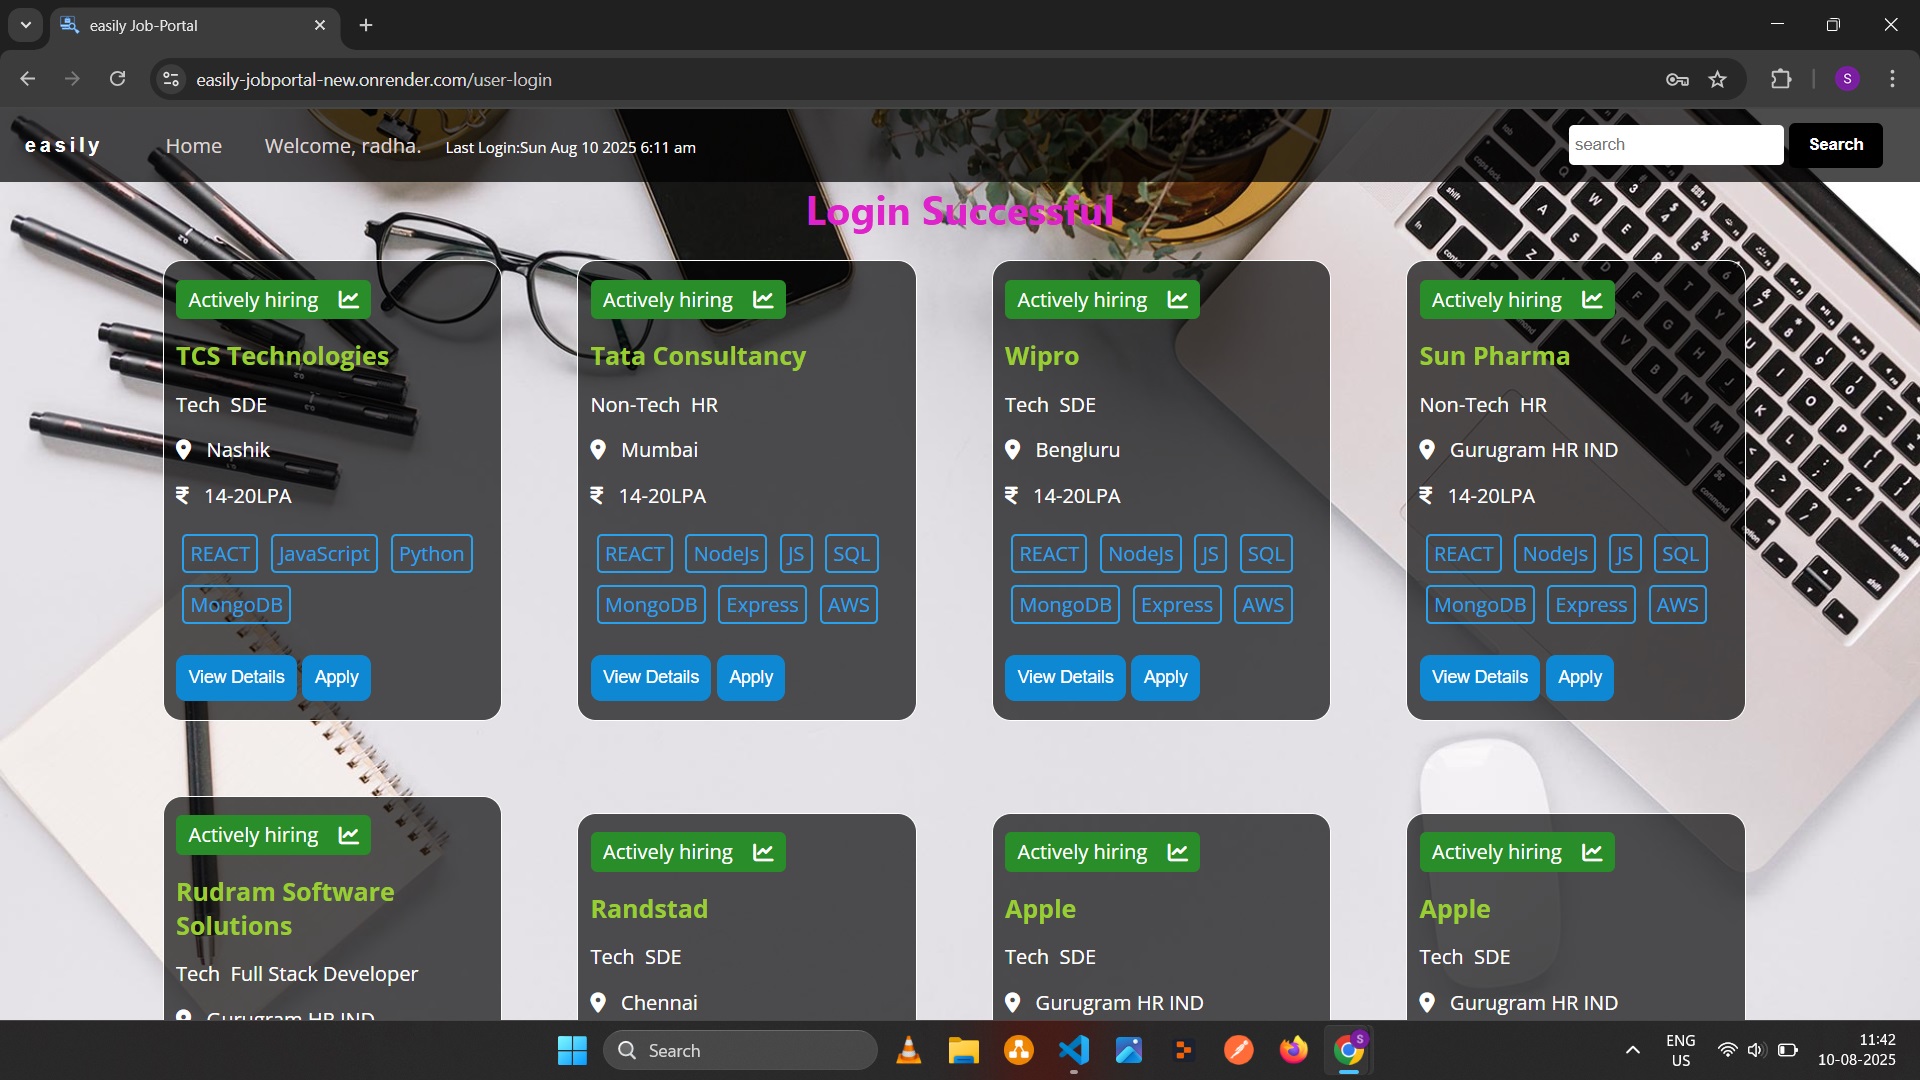 easily Job-Portal
easily-jobportal-new.onrender.com/user-login
S
easily
Home
Welcome, radha.
Last Login:Sun Aug 10 2025 6:11 am
search
Search
Login Successful
Actively hiring
TCS Technologies
Tech SDE
Nashik
₹ 14-20LPA
REACT JavaScript Python
MongoDB
View Details Apply
Actively hiring
Tata Consultancy
Non-Tech HR
Mumbai
₹ 14-20LPA
REACT NodeJs JS SQL
MongoDB Express AWS
View Details Apply
Actively hiring
Wipro
Tech SDE
Bengluru
₹ 14-20LPA
REACT NodeJs JS SQL
MongoDB Express AWS
View Details Apply
Actively hiring
Sun Pharma
Non-Tech HR
Gurugram HR IND
₹ 14-20LPA
REACT NodeJs JS SQL
MongoDB Express AWS
View Details Apply
Actively hiring
Rudram Software
Solutions
Tech Full Stack Developer
Gurugram HR IND
Actively hiring
Randstad
Tech SDE
Chennai
Actively hiring
Apple
Tech SDE
Gurugram HR IND
Actively hiring
Apple
Tech SDE
Gurugram HR IND
Search
S
ENG
US
11:42
10-08-2025